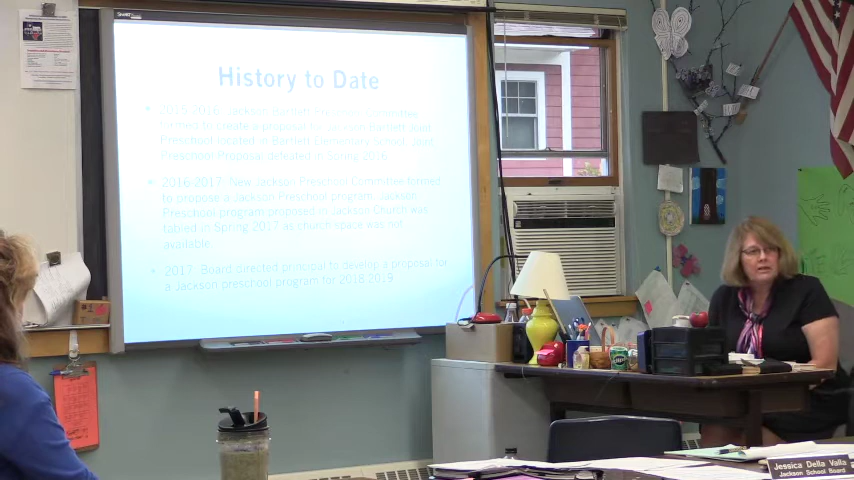 History to Date
• 2015-2016: Jackson Bartlett Preschool Committee
formed to create a proposal for Jackson Bartlett Joint
Preschool located in Bartlett Elementary School. Joint
Preschool Proposal defeated in Spring 2016.
• 2016/2017: New Jackson Preschool Committee formed
to propose a Jackson Preschool program. Jackson
Preschool program proposed in Jackson Church was
tabled in Spring 2017 as church space was not
available.
• 2017: Board directed principal to develop a proposal for
a Jackson preschool program for 2018-2019
Jessica Della Valla
Jackson School Board